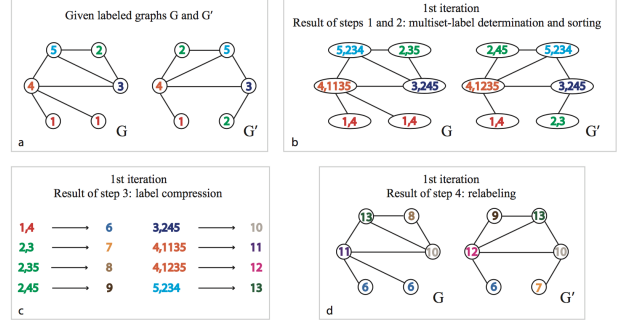 Given labeled graphs G and G′
5 2 2 5
4 3 4 3
1 1 1 2
G G′
a
1st iteration
Result of steps 1 and 2: multiset-label determination and sorting
5,234 2,35 2,45 5,234
4,1135 3,245 4,1235 3,245
1,4 1,4 1,4 2,3
G G′
b
1st iteration
Result of step 3: label compression
1,4 ⟶ 6 3,245 ⟶ 10
2,3 ⟶ 7 4,1135 ⟶ 11
2,35 ⟶ 8 4,1235 ⟶ 12
2,45 ⟶ 9 5,234 ⟶ 13
c
1st iteration
Result of step 4: relabeling
13 8 9 13
11 10 12 10
6 6 6 7
G G′
d